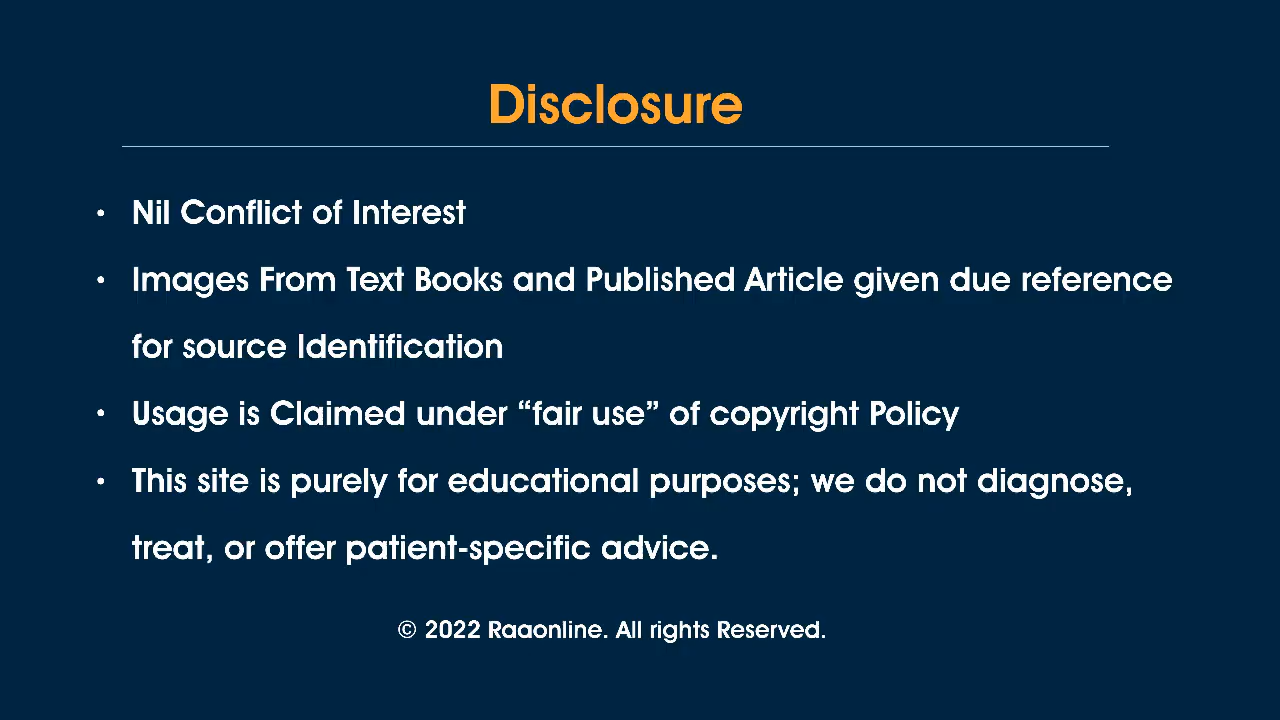 Disclosure
• Nil Conflict of Interest
• Images From Text Books and Published Article given due reference
for source Identification
• Usage is Claimed under “fair use” of copyright Policy
• This site is purely for educational purposes; we do not diagnose,
treat, or offer patient-specific advice.
© 2022 Raaonline. All rights Reserved.